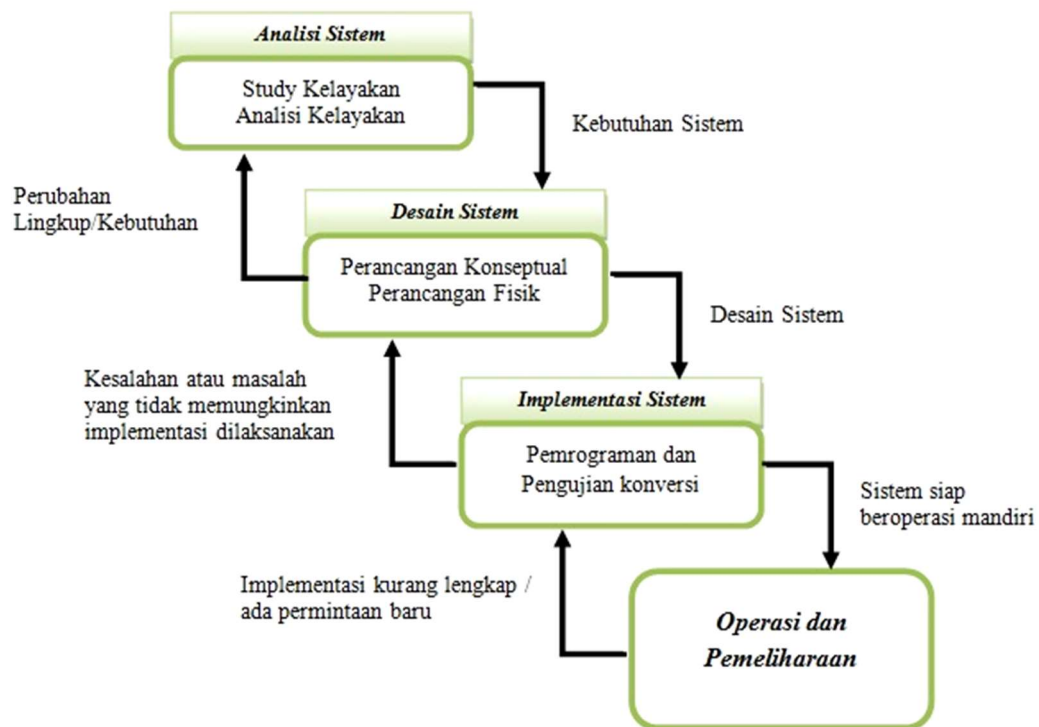 Analisi Sistem
Study Kelayakan
Analisi Kelayakan
Kebutuhan Sistem
Perubahan
Lingkup/Kebutuhan
Desain Sistem
Perancangan Konseptual
Perancangan Fisik
Desain Sistem
Kesalahan atau masalah
yang tidak memungkinkan
implementasi dilaksanakan
Implementasi Sistem
Pemrograman dan
Pengujian konversi
Sistem siap
beroperasi mandiri
Implementasi kurang lengkap /
ada permintaan baru
Operasi dan
Pemeliharaan